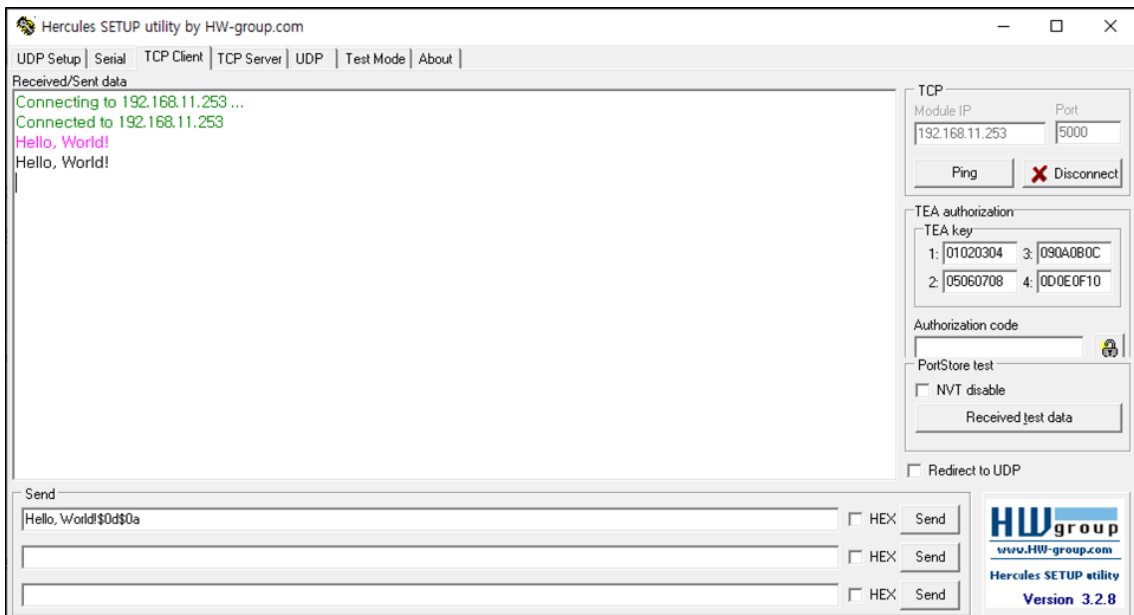 Hercules SETUP utility by HW-group.com
UDP Setup Serial TCP Client TCP Server UDP Test Mode About
Received/Sent data
Connecting to 192.168.11.253 ...
Connected to 192.168.11.253
Hello, World!
Hello, World!
TCP
Module IP Port
192.168.11.253 5000
Ping Disconnect
TEA authorization
TEA key
1: 01020304 3: 090A0B0C
2: 05060708 4: 0D0E0F10
Authorization code
PortStore test
NVT disable
Received test data
Redirect to UDP
Send
Hello, World!$0d$0a HEX Send
HEX Send
HEX Send
HW group
www.HW-group.com
Hercules SETUP utility
Version 3.2.8